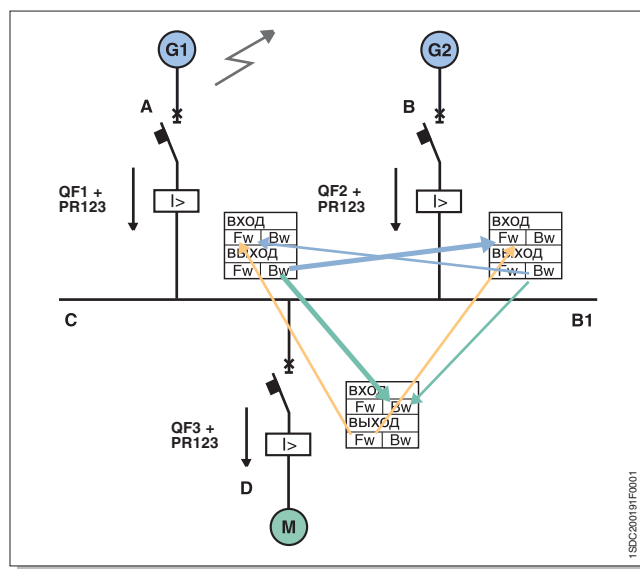 G1
G2
A
B
QF1 +
PR123
I>
QF2 +
PR123
I>
ВХОД
Fw Bw
ВЫХОД
Fw Bw
ВХОД
Fw Bw
ВЫХОД
Fw Bw
C
B1
QF3 +
PR123
I>
ВХОД
Fw Bw
ВЫХОД
Fw Bw
D
M
1SDC200191F0001